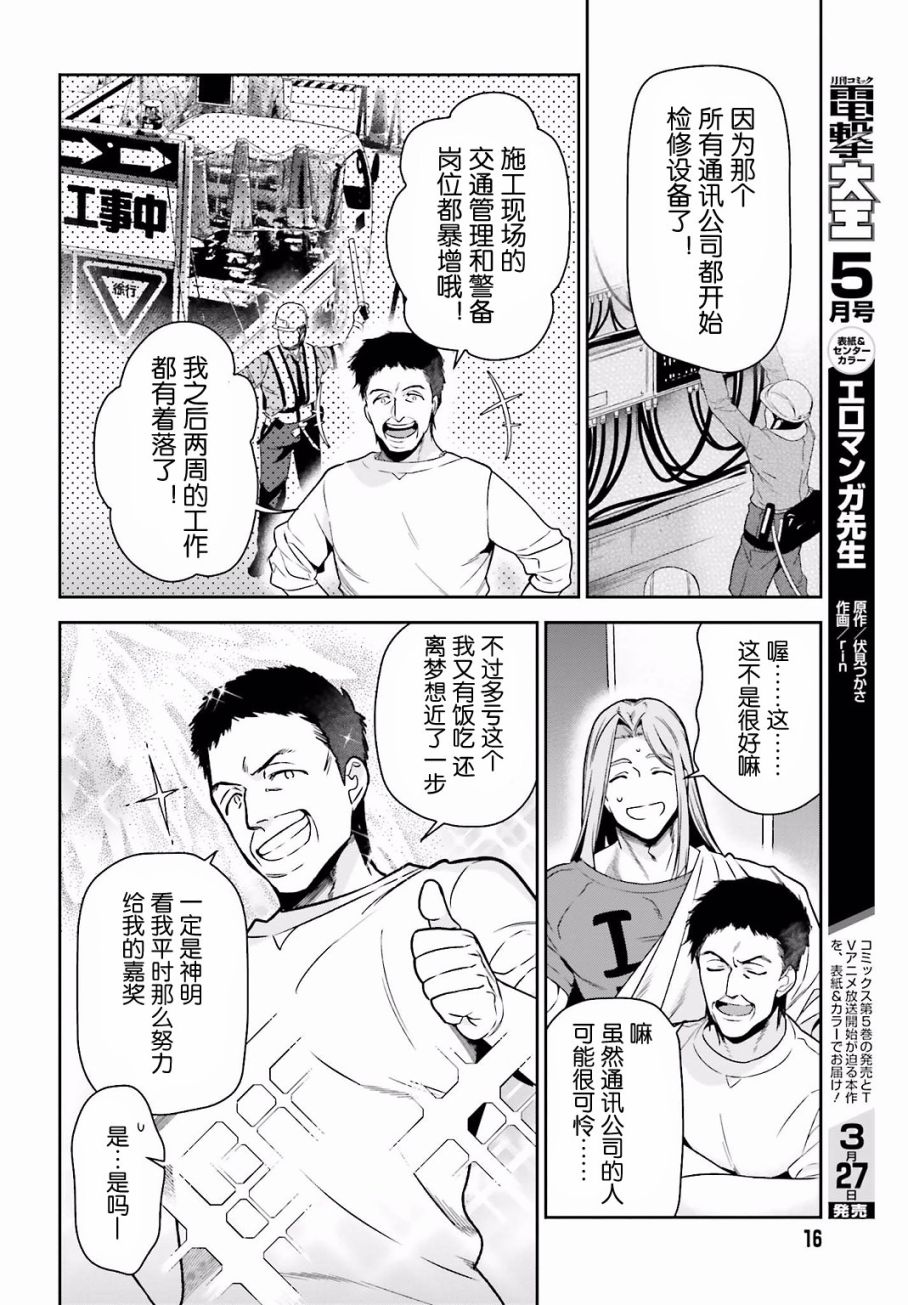 因为那个
所有通讯公司都开始
检修设备了！
施工现场的
交通管理和警备
岗位都暴增哦！
我之后两周的工作
都有着落了！
工事中
徐行
喔……这……
这不是很好嘛
I
嘛
虽然通讯公司的人
可能很可怜……
不过多亏这个
我又有饭吃 还
离梦想近了一步
一定是神明
看我平时那么努力
给我的嘉奖
是…是吗ー
月刊コミック
電撃大王
5月号
表紙&
センター
カラー
エロマンガ先生
原作／伏見つかさ
作画／rin
コミックス第5巻の発売とT
Vアニメ放送開始が迫る本作
を、表紙&カラーでお届け！
3月27日
発売
16